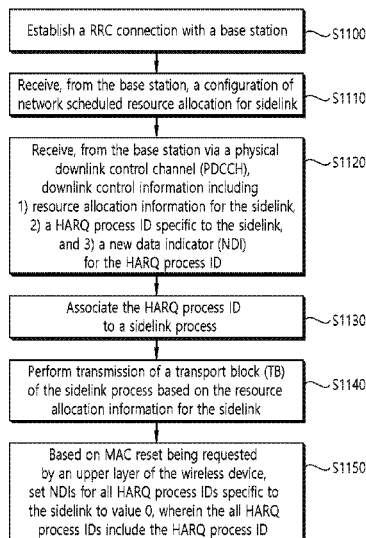 Establish a RRC connection with a base station
S1100
Receive, from the base station, a configuration of
network scheduled resource allocation for sidelink
S1110
Receive, from the base station via a physical
downlink control channel (PDCCH),
downlink control information including
1) resource allocation information for the sidelink,
2) a HARQ process ID specific to the sidelink,
and 3) a new data indicator (NDI)
for the HARQ process ID
S1120
Associate the HARQ process ID
to a sidelink process
S1130
Perform transmission of a transport block (TB)
of the sidelink process based on the resource
allocation information for the sidelink
S1140
Based on MAC reset being requested
by an upper layer of the wireless device,
set NDIs for all HARQ process IDs specific to
the sidelink to value 0, wherein the all HARQ
process IDs include the HARQ process ID
S1150